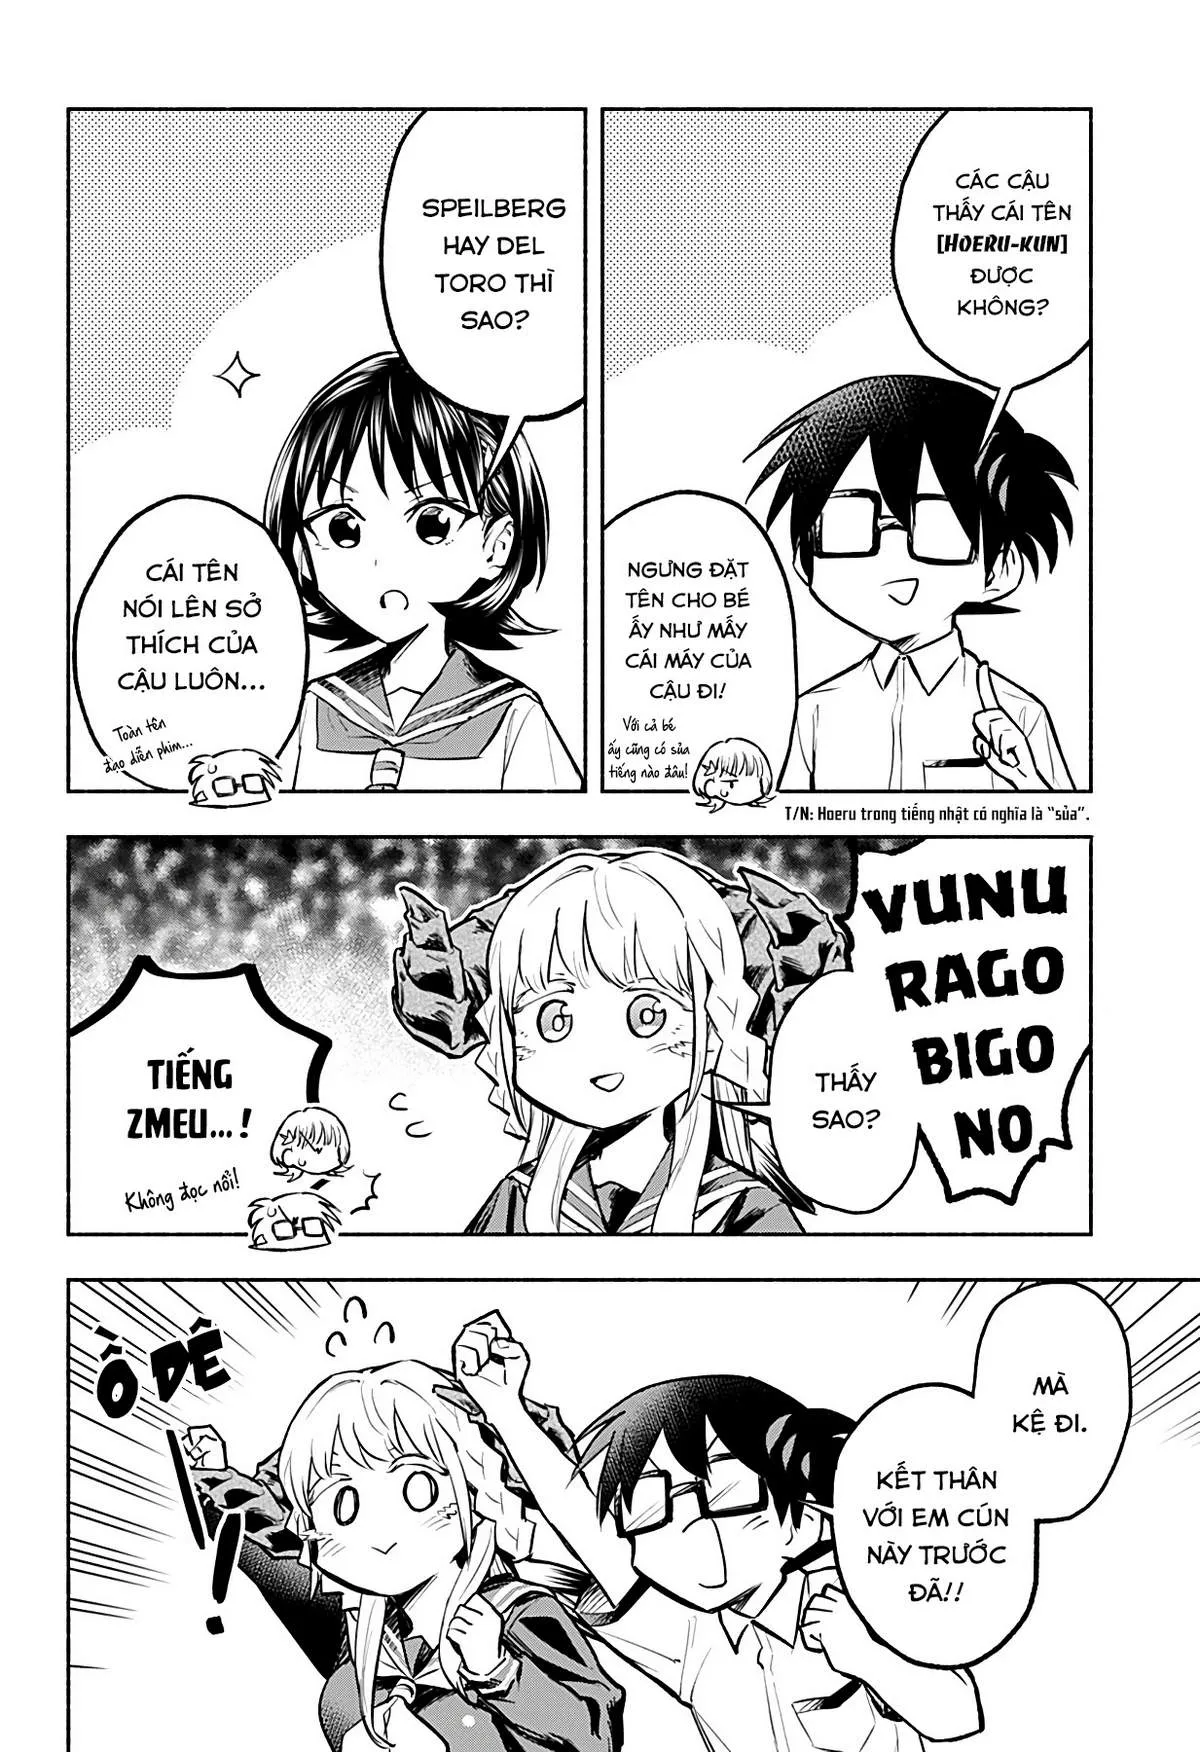 CÁC CẬU
THẤY CÁI TÊN
[HOERU-KUN]
ĐƯỢC
KHÔNG?
NGƯNG ĐẶT
TÊN CHO BÉ
ẤY NHƯ MẤY
CÁI MÁY CỦA
CẬU ĐI!
Với cả bé
ấy cũng có sủa
tiếng nào đâu!
T/N: Hoeru trong tiếng nhật có nghĩa là "sủa".
SPEILBERG
HAY DEL
TORO THÌ
SAO?
CÁI TÊN
NÓI LÊN SỞ
THÍCH CỦA
CẬU LUÔN...
Toàn tên
đạo diễn phim...
VUNU
RAGO
BIGO
NO
THẤY
SAO?
TIẾNG
ZMEU...!
Không đọc nổi!
MÀ
KỆ ĐI.
KẾT THÂN
VỚI EM CÚN
NÀY TRƯỚC
ĐÃ!!
Ồ DÊ
!!